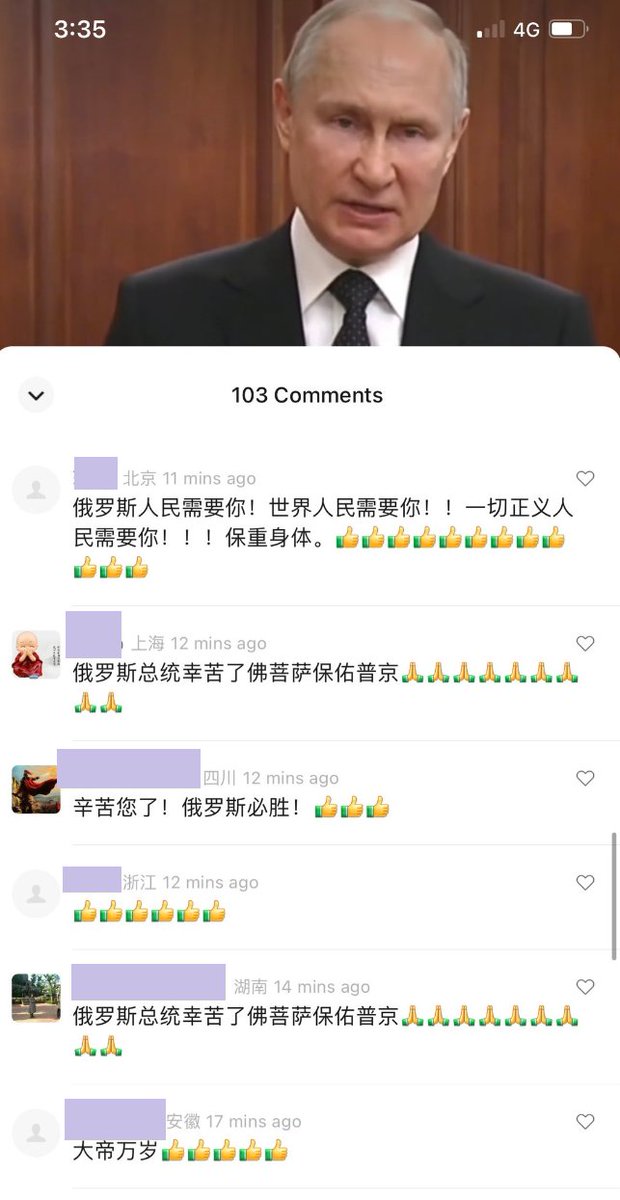 3:35
4G
103 Comments
北京 11 mins ago
俄罗斯人民需要你！世界人民需要你！！一切正义人
民需要你！！！保重身体。👍👍👍👍👍👍👍👍👍
👍👍👍
上海 12 mins ago
俄罗斯总统幸苦了佛菩萨保佑普京🙏🙏🙏🙏🙏🙏🙏
🙏🙏
四川 12 mins ago
辛苦您了！俄罗斯必胜！👍👍👍
浙江 12 mins ago
👍👍👍👍👍👍
湖南 14 mins ago
俄罗斯总统幸苦了佛菩萨保佑普京🙏🙏🙏🙏🙏🙏🙏
🙏🙏
安徽 17 mins ago
大帝万岁👍👍👍👍👍